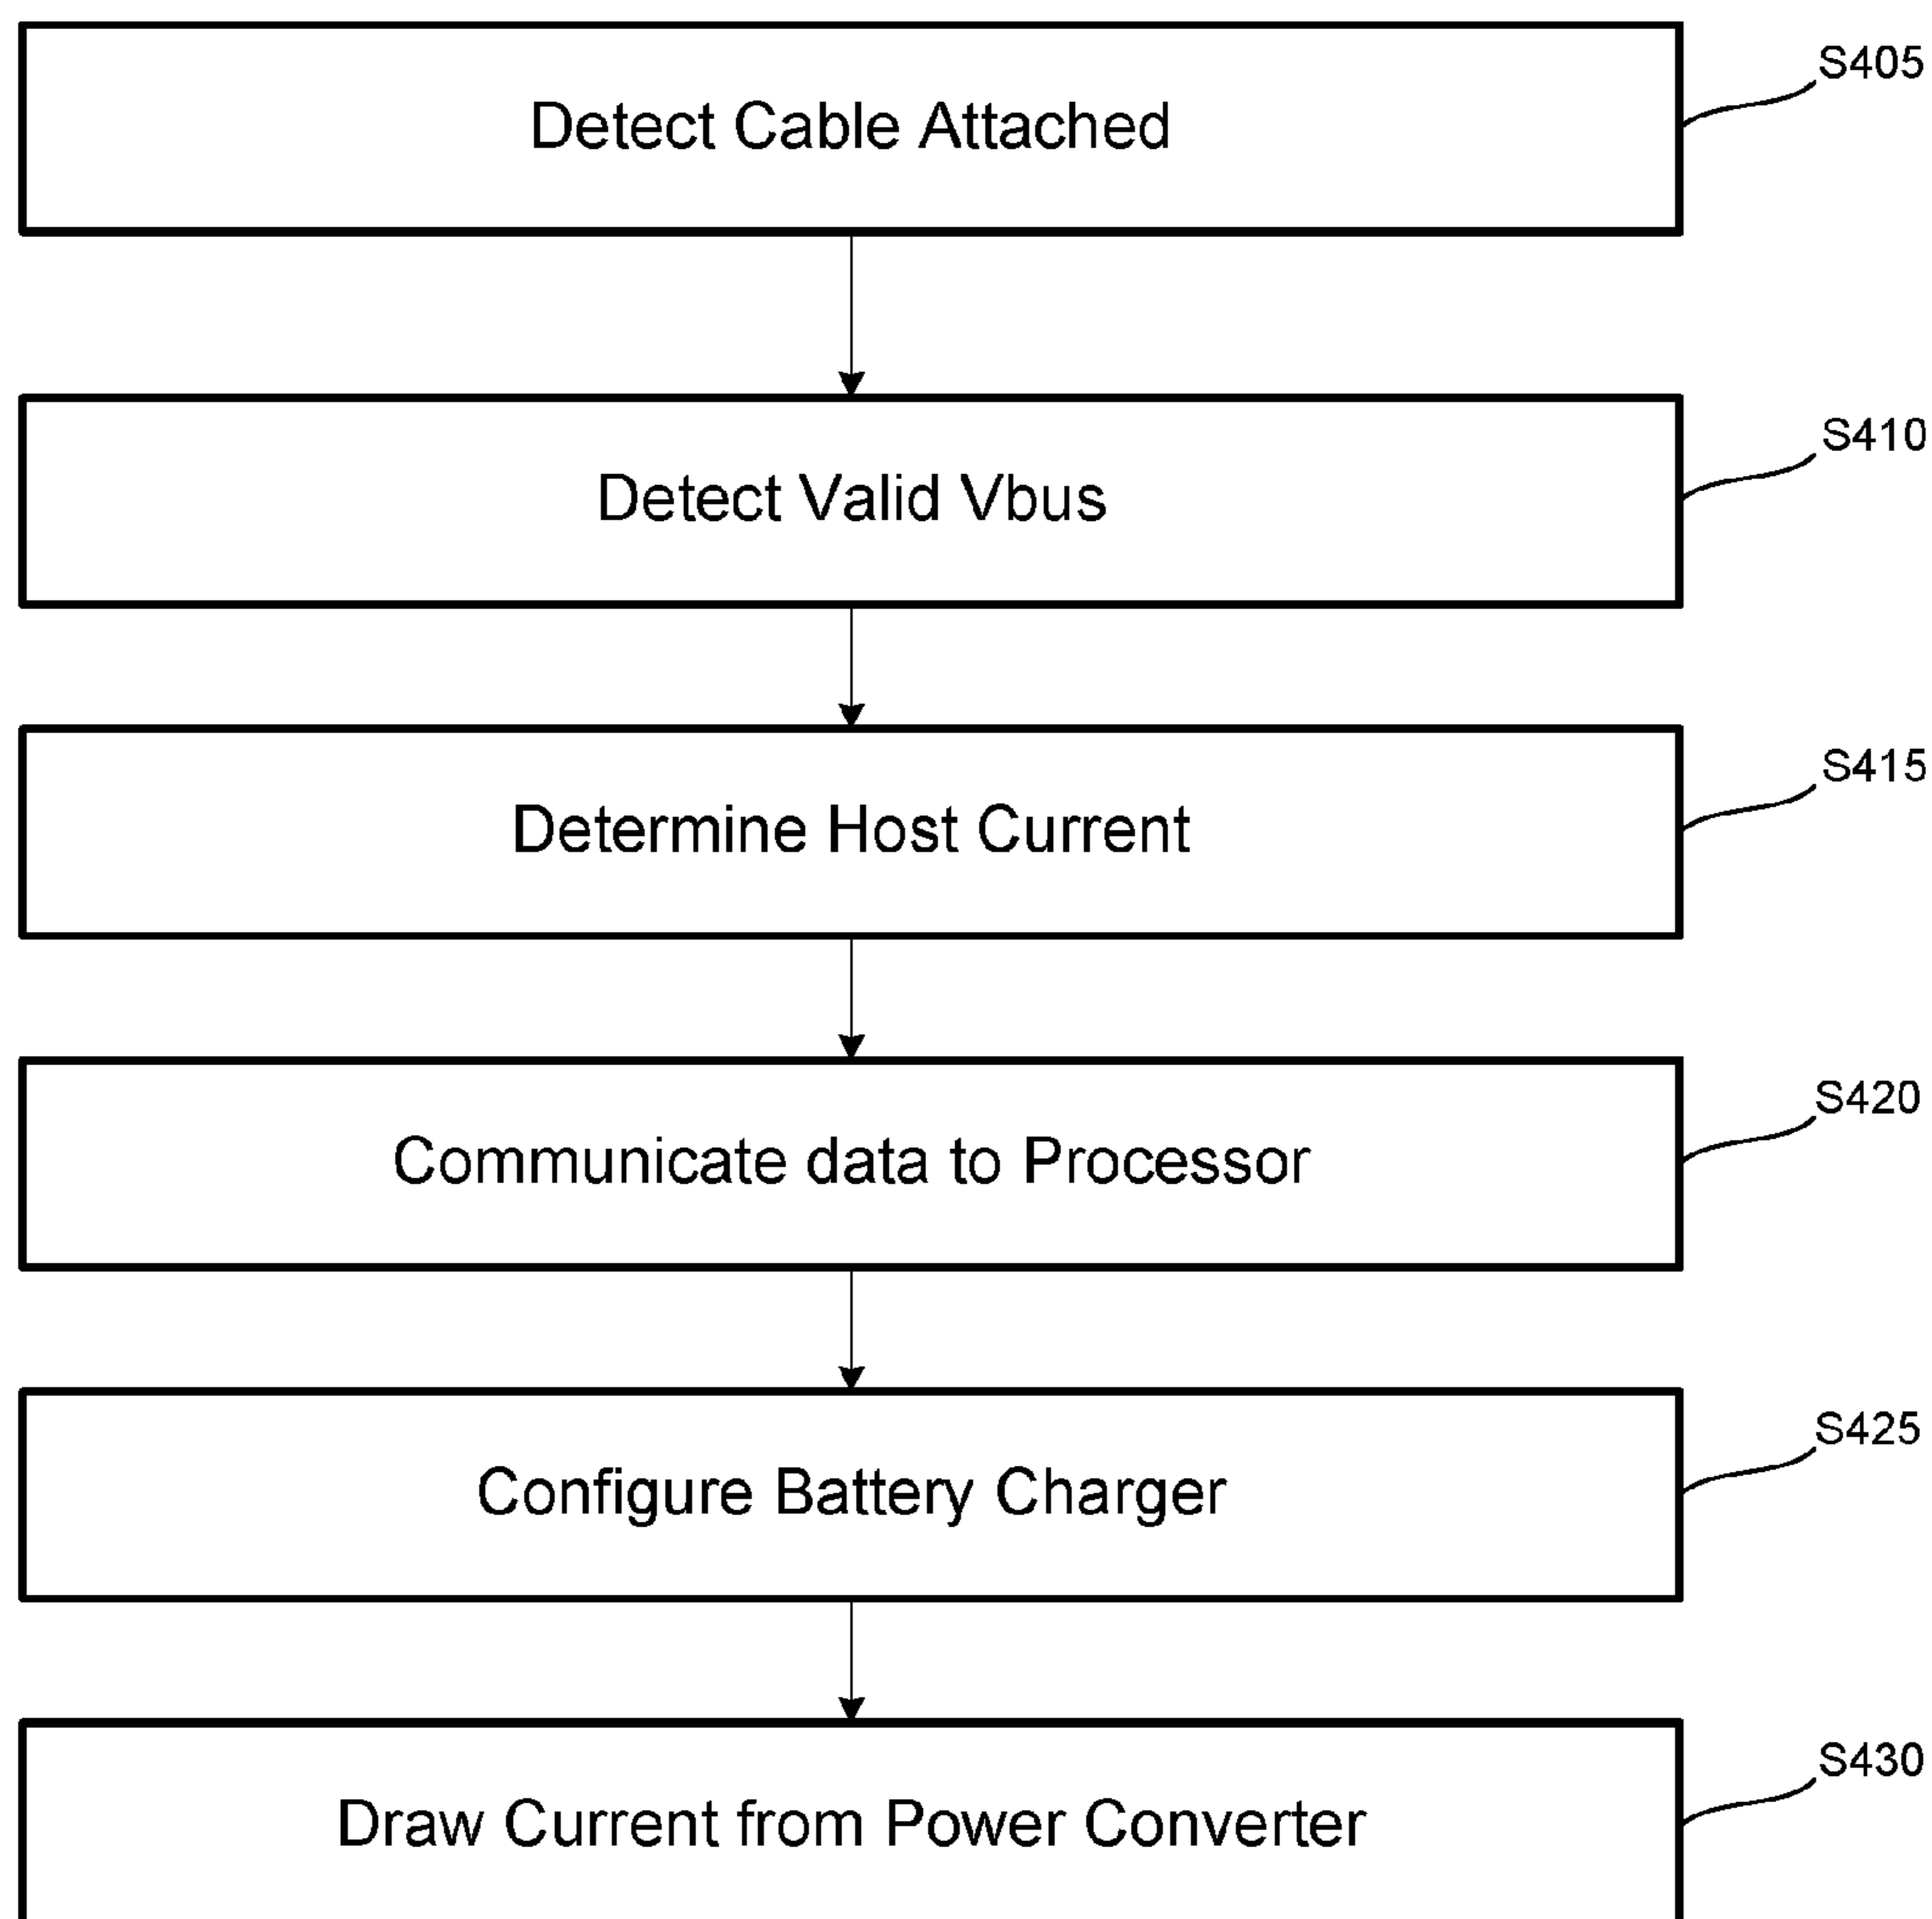 Detect Cable Attached
S405
Detect Valid Vbus
S410
Determine Host Current
S415
Communicate data to Processor
S420
Configure Battery Charger
S425
Draw Current from Power Converter
S430